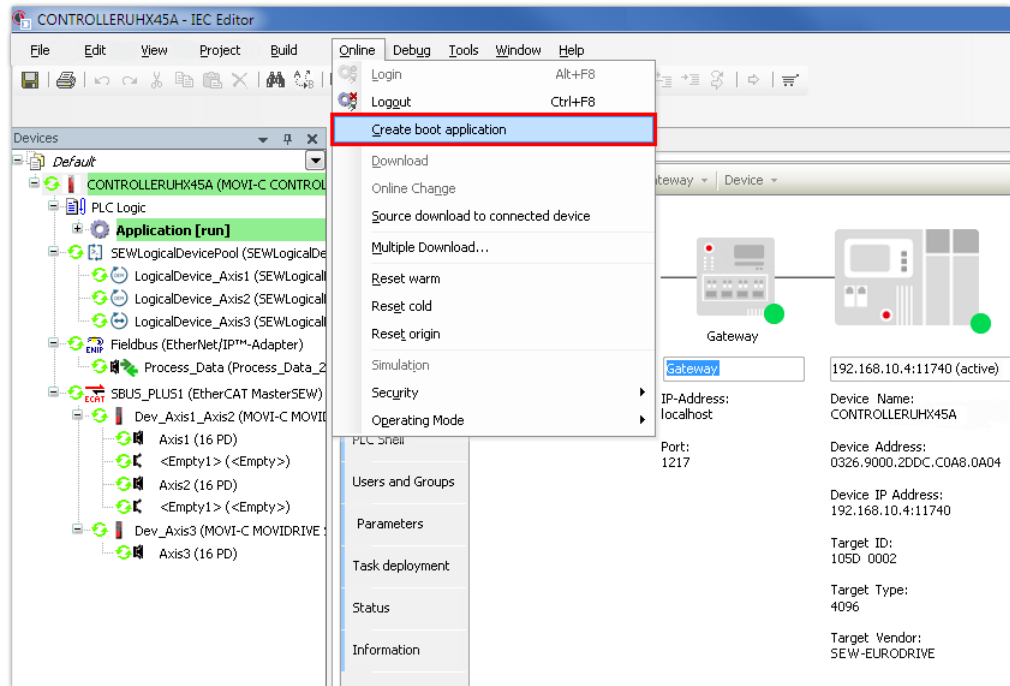 CONTROLLERUHX45A - IEC Editor
File Edit View Project Build Online Debug Tools Window Help
Login Alt+F8
Logout Ctrl+F8
Create boot application
Download
Online Change
Source download to connected device
Multiple Download...
Reset warm
Reset cold
Reset origin
Simulation
Security
Operating Mode
Devices
Default
CONTROLLERUHX45A (MOVI-C CONTROL
PLC Logic
Application [run]
SEWLogicalDevicePool (SEWLogicalDe
LogicalDevice_Axis1 (SEWLogical
LogicalDevice_Axis2 (SEWLogical
LogicalDevice_Axis3 (SEWLogical
ENIP Fieldbus (EtherNet/IP™-Adapter)
Process_Data (Process_Data_2
ECAT SBUS_PLUS1 (EtherCAT MasterSEW)
Dev_Axis1_Axis2 (MOVI-C MOVI
Axis1 (16 PD)
<Empty1> (<Empty>)
Axis2 (16 PD)
<Empty1> (<Empty>)
Dev_Axis3 (MOVI-C MOVIDRIVE
Axis3 (16 PD)
PLC Shell
Users and Groups
Parameters
Task deployment
Status
Information
teway Device
Gateway
Gateway
IP-Address:
localhost
Port:
1217
192.168.10.4:11740 (active)
Device Name:
CONTROLLERUHX45A
Device Address:
0326.9000.2DDC.C0A8.0A04
Device IP Address:
192.168.10.4:11740
Target ID:
105D 0002
Target Type:
4096
Target Vendor:
SEW-EURODRIVE